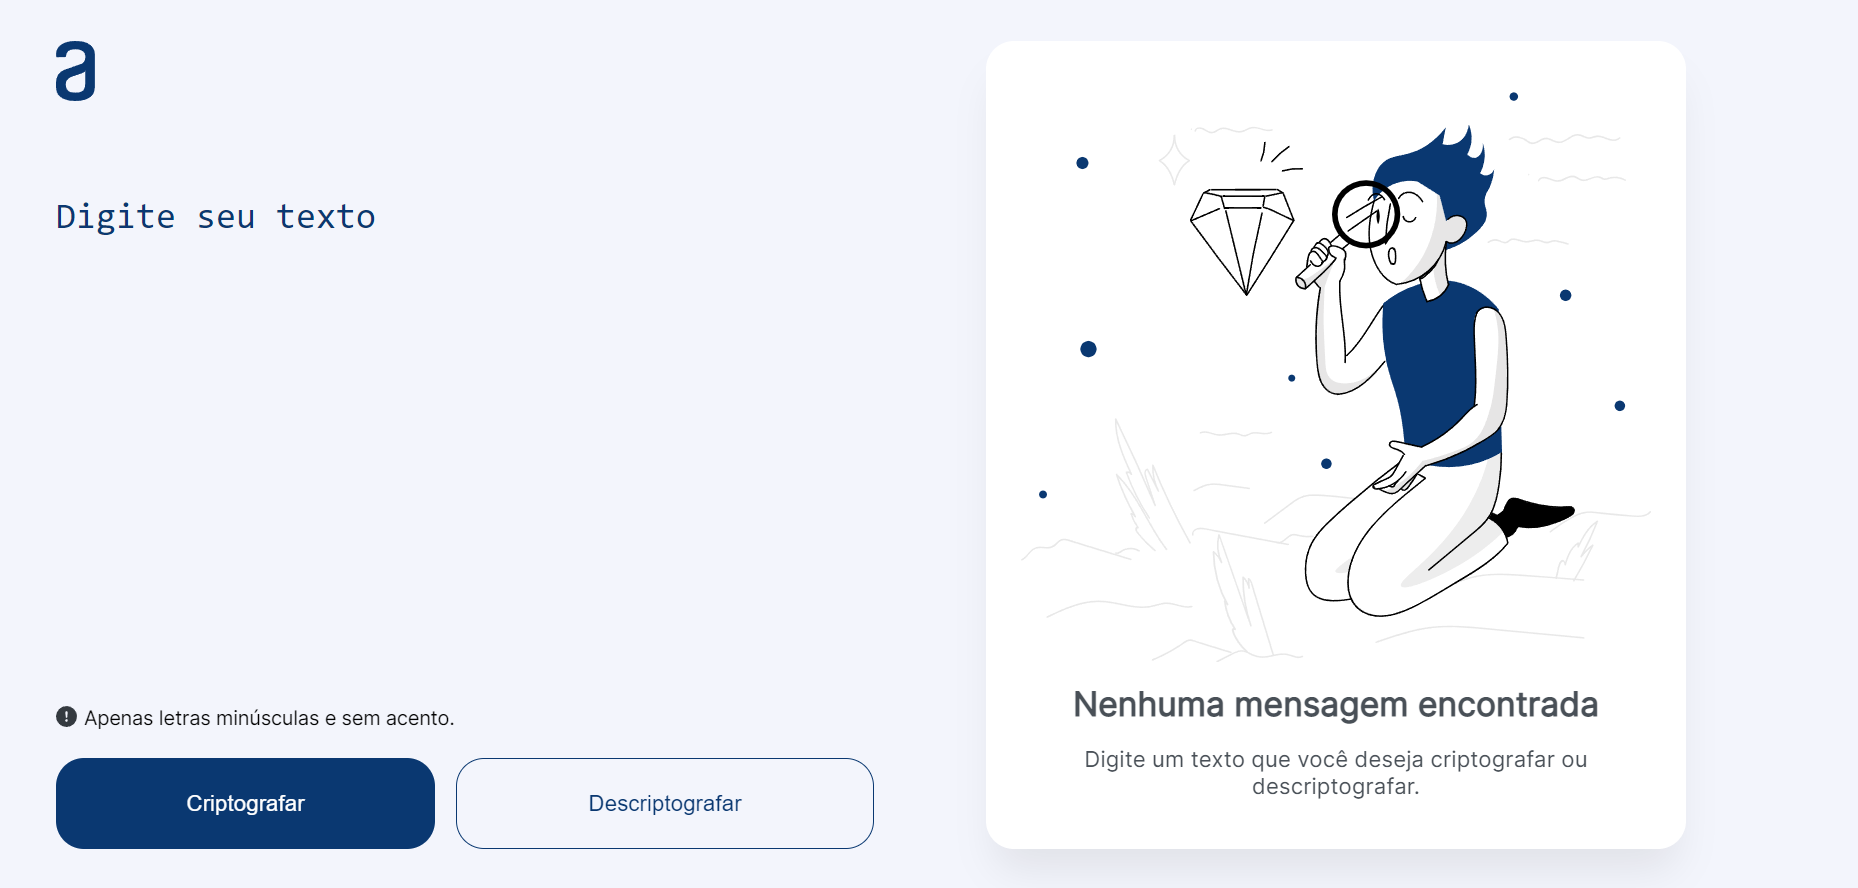 a
Digite seu texto
Apenas letras minúsculas e sem acento.
Criptografar
Descriptografar
Nenhuma mensagem encontrada
Digite um texto que você deseja criptografar ou
descriptografar.